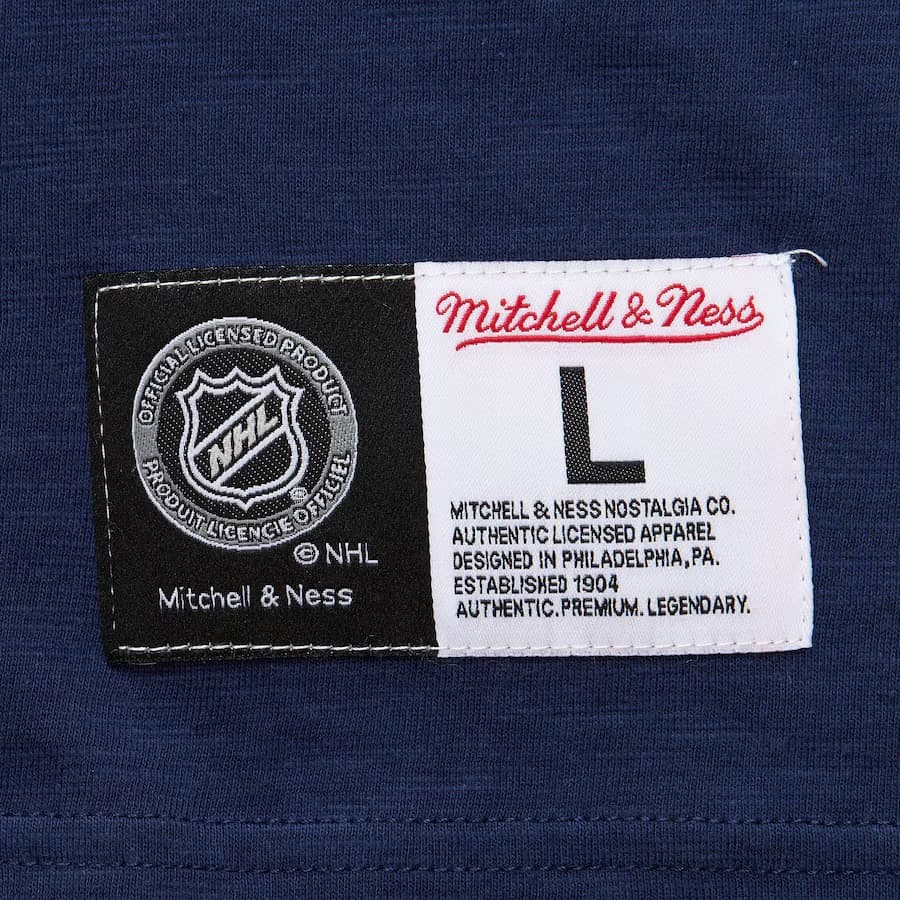 OFFICIAL LICENSED PRODUCT
NHL
PRODUIT LICENCIE OFFICIEL
© NHL
Mitchell & Ness
Mitchell & Ness
L
MITCHELL & NESS NOSTALGIA CO.
AUTHENTIC LICENSED APPAREL
DESIGNED IN PHILADELPHIA, PA.
ESTABLISHED 1904
AUTHENTIC. PREMIUM. LEGENDARY.